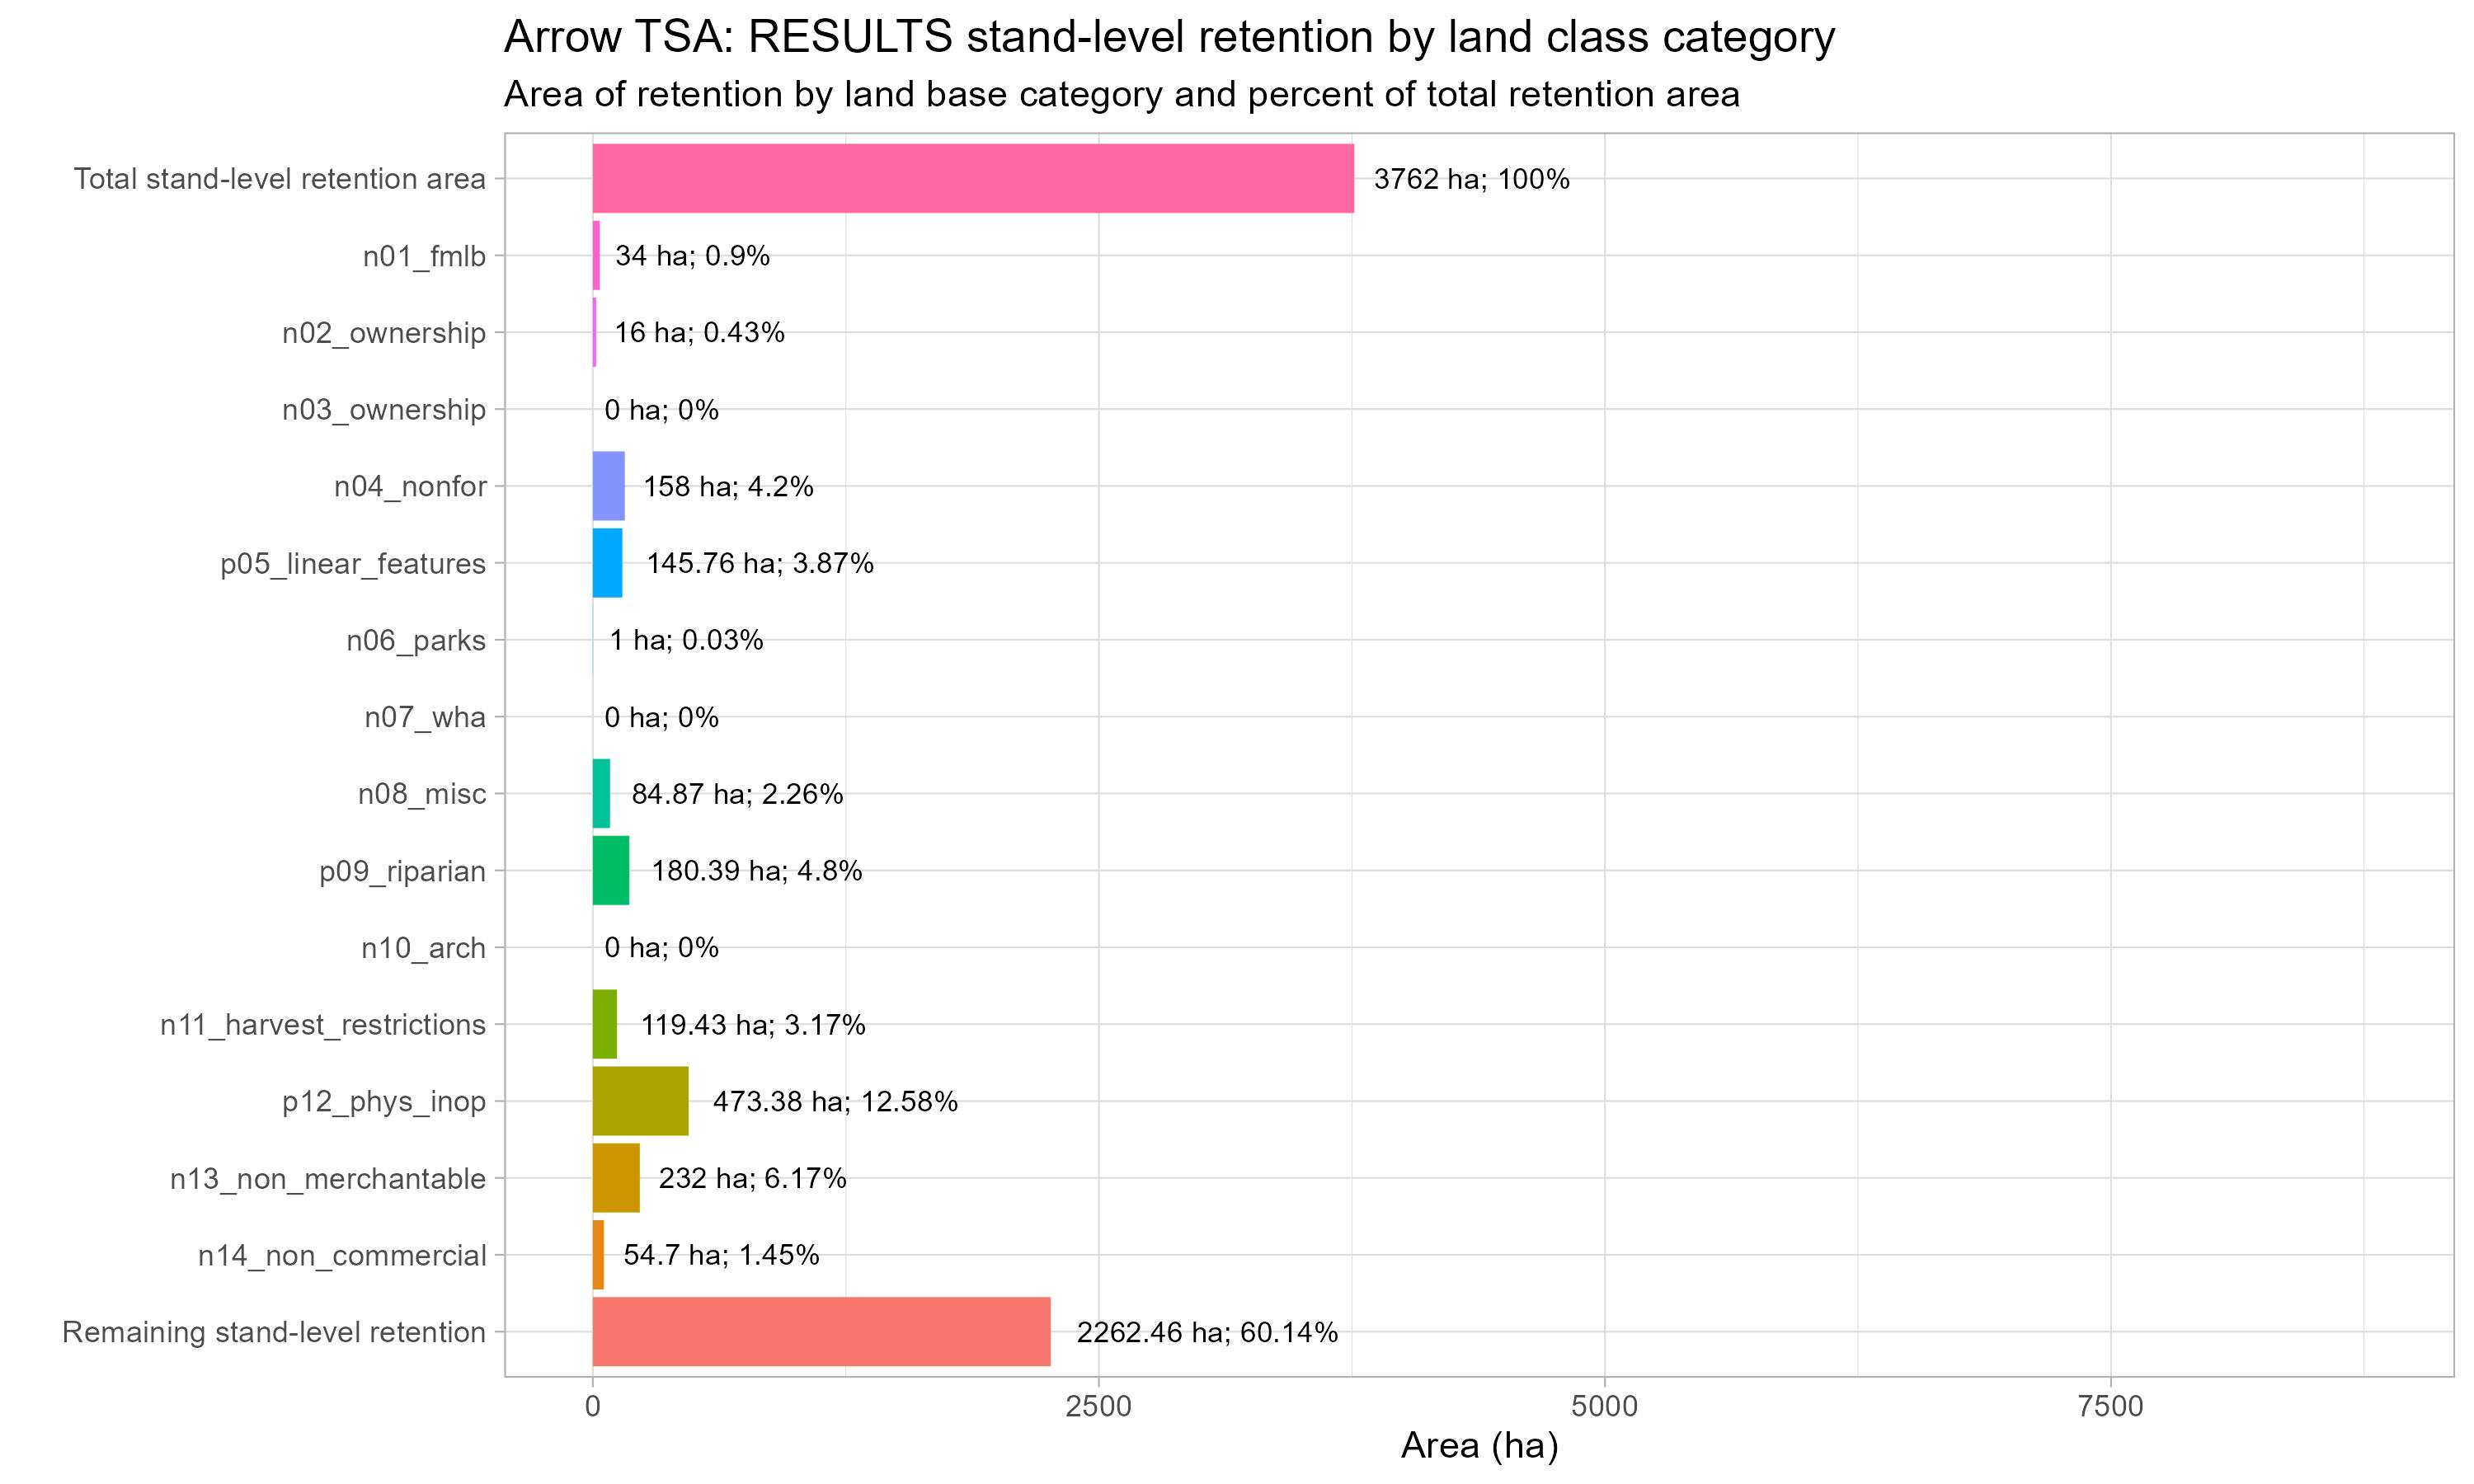 Arrow TSA: RESULTS stand-level retention by land class category
Area of retention by land base category and percent of total retention area
Total stand-level retention area 3762 ha; 100%
n01_fmlb 34 ha; 0.9%
n02_ownership 16 ha; 0.43%
n03_ownership 0 ha; 0%
n04_nonfor 158 ha; 4.2%
p05_linear_features 145.76 ha; 3.87%
n06_parks 1 ha; 0.03%
n07_wha 0 ha; 0%
n08_misc 84.87 ha; 2.26%
p09_riparian 180.39 ha; 4.8%
n10_arch 0 ha; 0%
n11_harvest_restrictions 119.43 ha; 3.17%
p12_phys_inop 473.38 ha; 12.58%
n13_non_merchantable 232 ha; 6.17%
n14_non_commercial 54.7 ha; 1.45%
Remaining stand-level retention 2262.46 ha; 60.14%
0 2500 5000 7500
Area (ha)